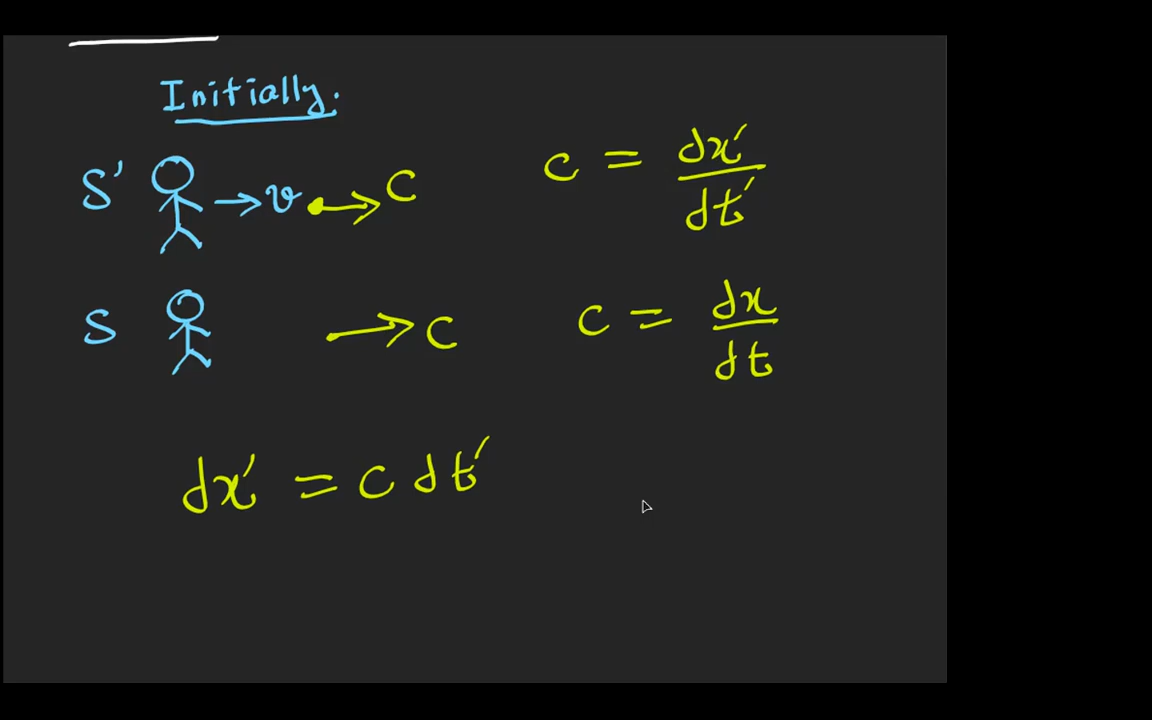 Initially.
S' → v → C
c = dx'/dt'
S → C
c = dx/dt
dx' = c dt'